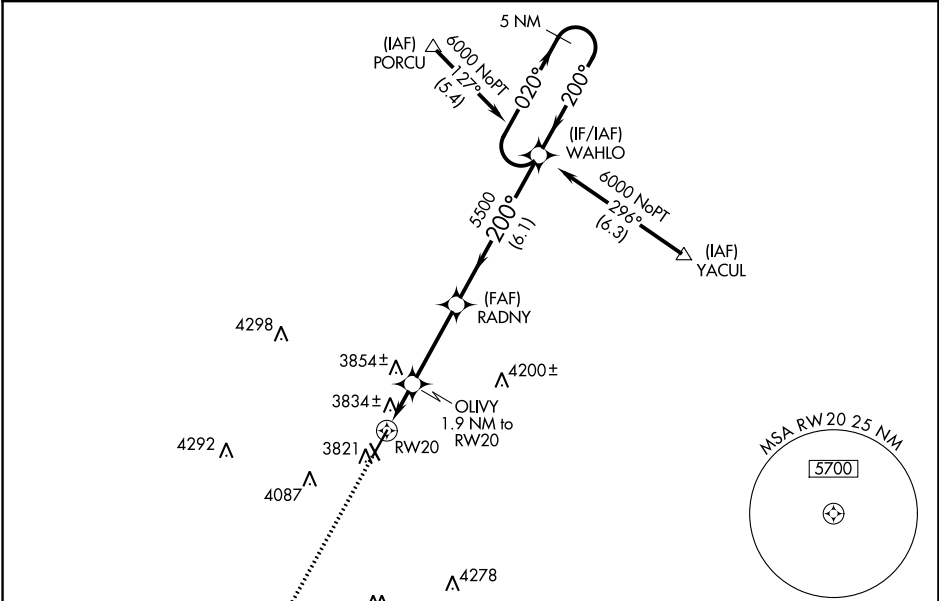 5 NM
(IAF)
PORCU
6000 NoPT
127°
(5.4)
020°
200°
(IF/IAF)
WAHLO
6000 NoPT
296°
(6.3)
(IAF)
YACUL
5500
200°
(6.1)
(FAF)
RADNY
4298
3854±
4200±
3834±
OLIVY
1.9 NM to
RW20
RW20
4292
3821
4087
4278
MSA RW20 25 NM
5700